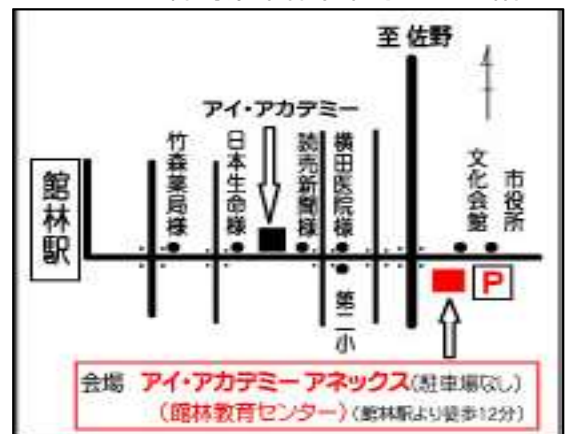 至 佐野
アイ・アカデミー
竹森薬局様
日本生命様
読売新聞様
横田医院様
文化会館
市役所
館林駅
第二小
P
会場 アイ・アカデミー アネックス(駐車場なし)
(館林教育センター)(館林駅より徒歩12分)